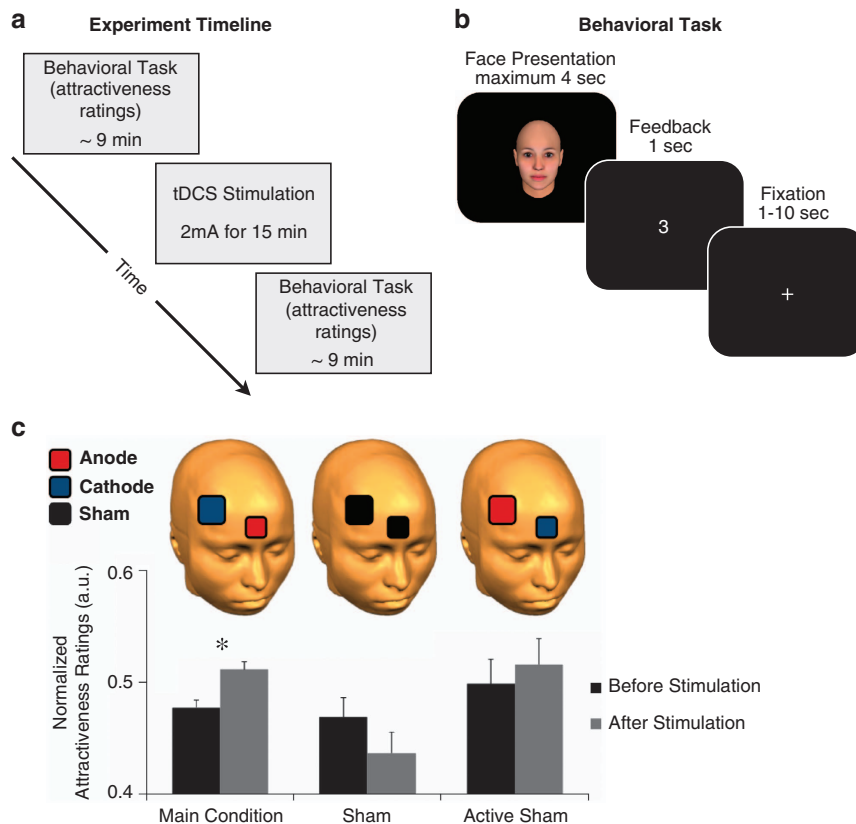 a
Experiment Timeline
Behavioral Task
(attractiveness
ratings)
~ 9 min
tDCS Stimulation
2mA for 15 min
Behavioral Task
(attractiveness
ratings)
~ 9 min
Time
b
Behavioral Task
Face Presentation
maximum 4 sec
Feedback
1 sec
3
Fixation
1-10 sec
+
c
Anode
Cathode
Sham
Normalized
Attractiveness Ratings (a.u.)
0.6
0.5
0.4
*
Before Stimulation
After Stimulation
Main Condition
Sham
Active Sham